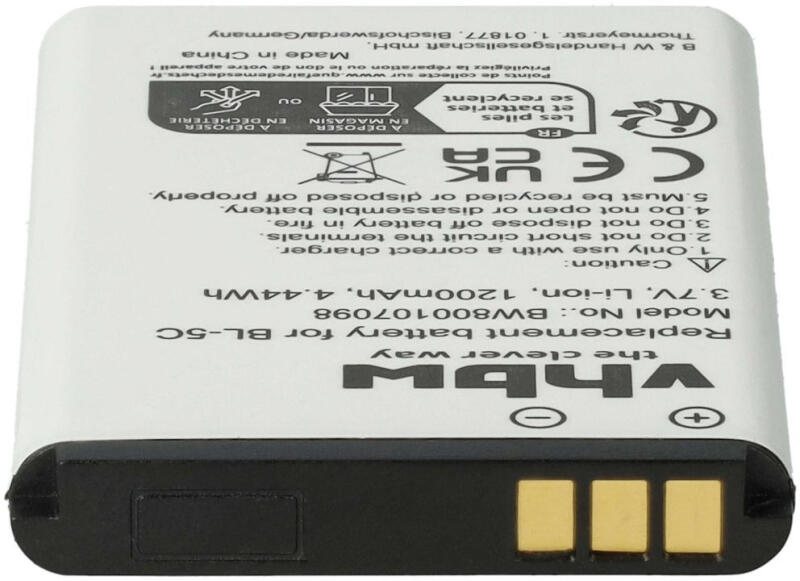 + −
vhbw
the clever way
Replacement battery for BL-5C
Model No.: BW800107098
3.7V, Li-ion, 1200mAh, 4.44Wh
Caution:
1.Only use with a correct charger.
2.Do not short circuit the terminals.
3.Do not dispose off battery in fire.
4.Do not open or disassemble battery.
5.Must be recycled or disposed off properly.
CE UK CA
FR
Les piles
et batteries
se recyclent
À DÉPOSER
EN MAGASIN
OU
À DÉPOSER
EN DÉCHÈTERIE
Points de collecte sur www.quefairedemesdechets.fr
Privilégiez la réparation ou le don de votre appareil !
Made in China
B & W Handelsgesellschaft mbH,
Thormeyerstr. 1, 01877, Bischofswerda/Germany